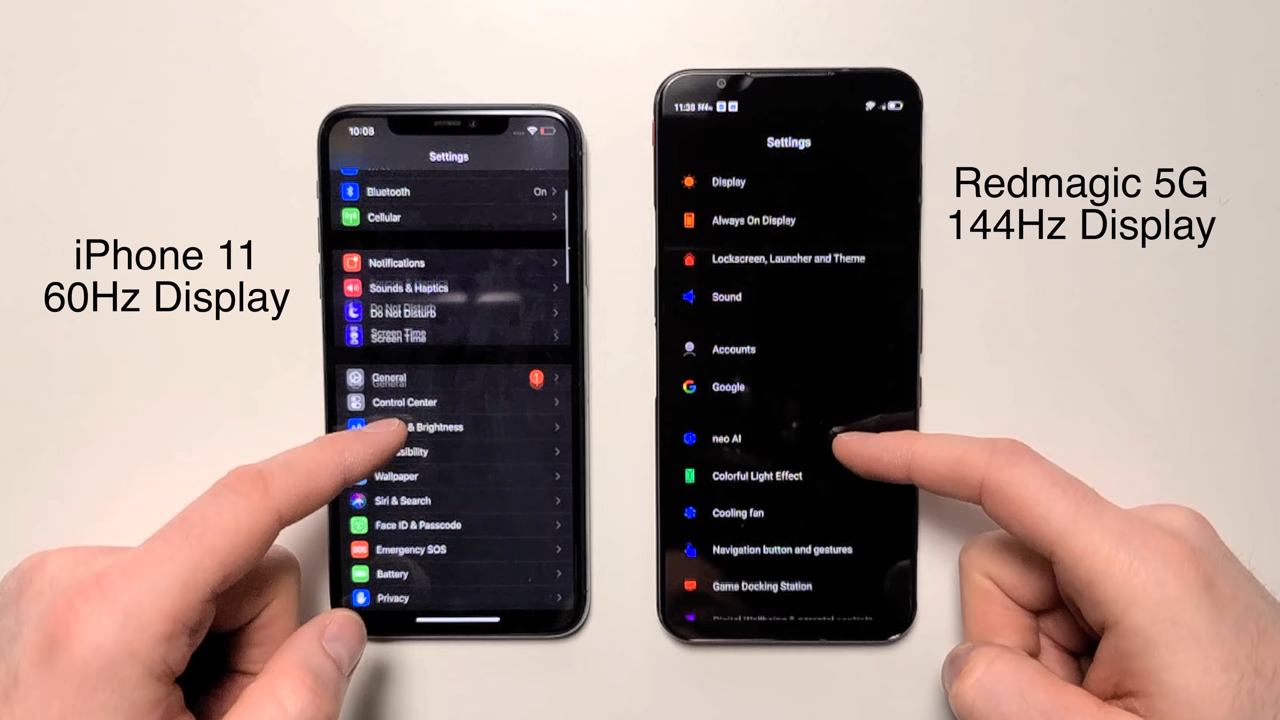 iPhone 11
60Hz Display
10:08
Settings
Bluetooth
On
Cellular
Notifications
Sounds & Haptics
Do Not Disturb
Screen Time
General
1
Control Center
& Brightness
Wallpaper
Siri & Search
Face ID & Passcode
SOS
Emergency SOS
Battery
Privacy
11:38
Settings
Display
Always On Display
Lockscreen, Launcher and Theme
Sound
Accounts
Google
neo AI
Colorful Light Effect
Cooling fan
Navigation button and gestures
Game Docking Station
Redmagic 5G
144Hz Display